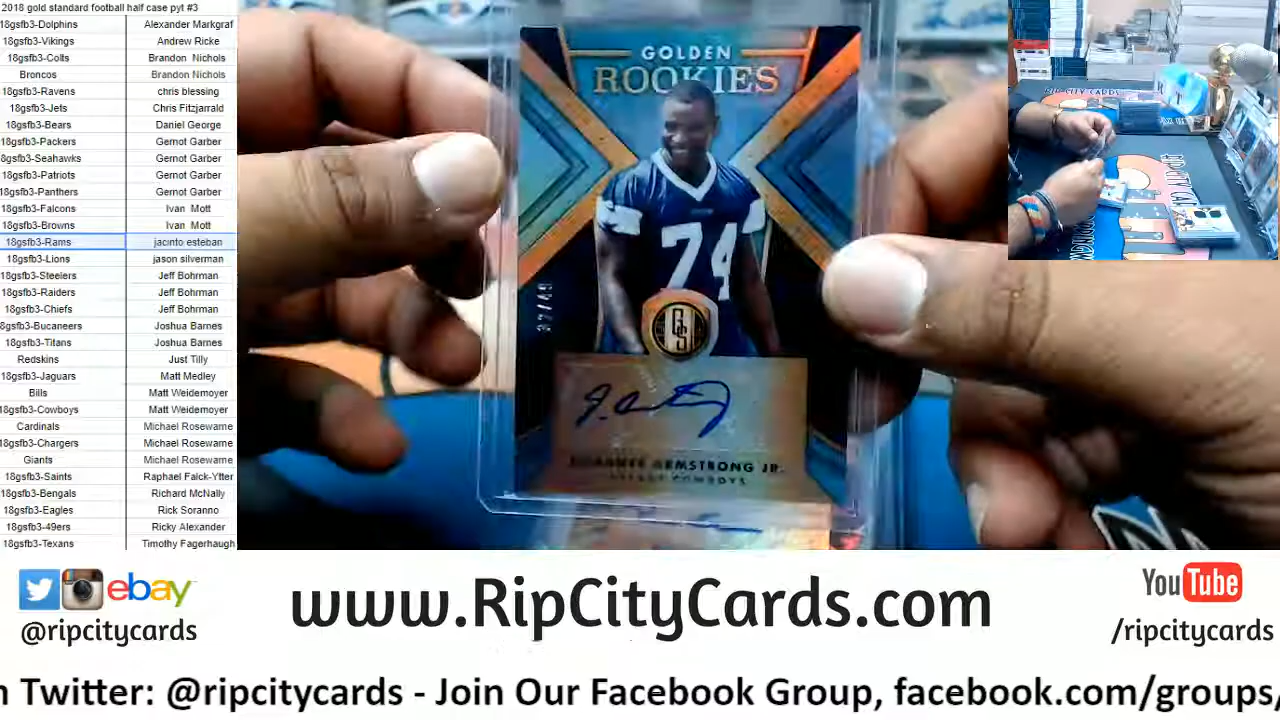 2018 gold standard football half case pyt #3
18gsfb3-Dolphins Alexander Markgraf
18gsfb3-Vikings Andrew Ricke
18gsfb3-Colts Brandon Nichols
Broncos Brandon Nichols
18gsfb3-Ravens chris blessing
18gsfb3-Jets Chris Fitzjarrald
18gsfb3-Bears Daniel George
18gsfb3-Packers Gernot Garber
18gsfb3-Seahawks Gernot Garber
18gsfb3-Patriots Gernot Garber
18gsfb3-Panthers Gernot Garber
18gsfb3-Falcons Ivan Mott
18gsfb3-Browns Ivan Mott
18gsfb3-Rams jacinto esteban
18gsfb3-Lions jason silverman
18gsfb3-Steelers Jeff Bohrman
18gsfb3-Raiders Jeff Bohrman
18gsfb3-Chiefs Jeff Bohrman
18gsfb3-Bucaneers Joshua Barnes
18gsfb3-Titans Joshua Barnes
Redskins Just Tilly
18gsfb3-Jaguars Matt Medley
Bills Matt Weidemoyer
18gsfb3-Cowboys Matt Weidemoyer
Cardinals Michael Rosewarne
18gsfb3-Chargers Michael Rosewarne
Giants Michael Rosewarne
18gsfb3-Saints Raphael Falck-Ytter
18gsfb3-Bengals Richard McNally
18gsfb3-Eagles Rick Soranno
18gsfb3-49ers Ricky Alexander
18gsfb3-Texans Timothy Fagerhaugh
GOLDEN
ROOKIES
74
GS
ARMSTRONG JR.
COWBOYS
ebay
@ripcitycards
www.RipCityCards.com
YouTube
/ripcitycards
n Twitter: @ripcitycards - Join Our Facebook Group, facebook.com/groups/